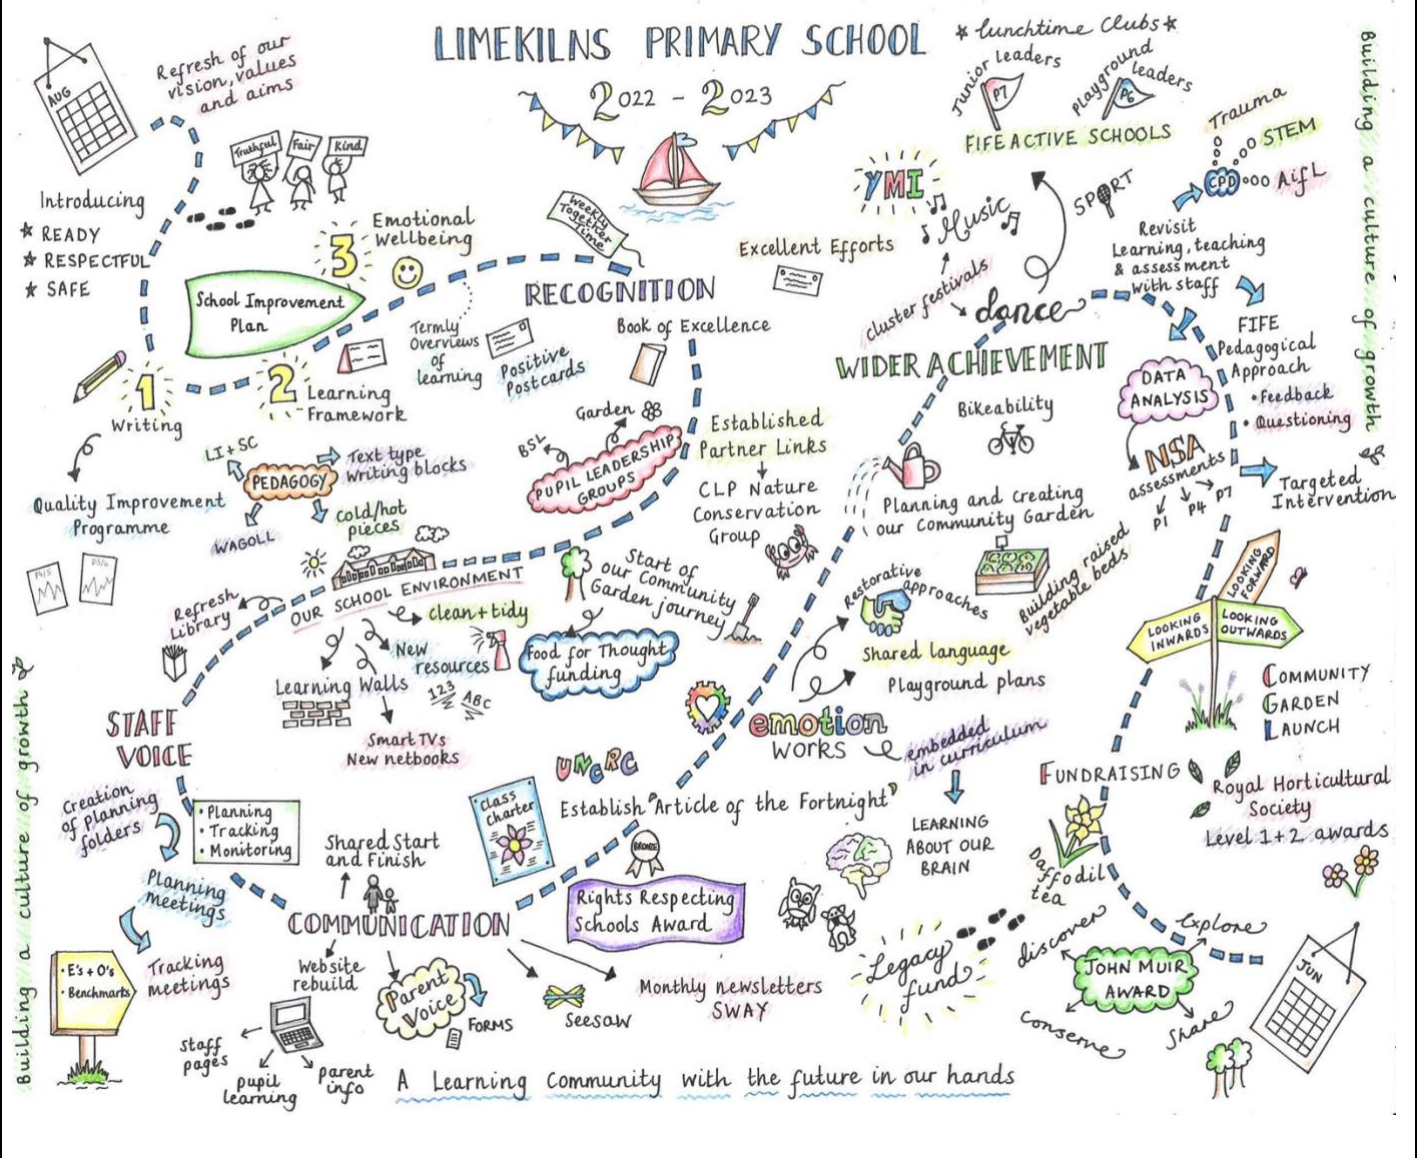 LIMEKILNS PRIMARY SCHOOL
2022 - 2023
AUG
Refresh of our
vision, values
and aims
Truthful
Fair
Kind
Introducing
READY
RESPECTFUL
SAFE
School Improvement
Plan
1
Writing
2
Learning
Framework
3
Emotional
Wellbeing
Quality Improvement
Programme
PEDAGOGY
LI + SC
Text type
Writing blocks
WAGOLL
cold/hot
pieces
Weekly
Together
Time
RECOGNITION
Book of Excellence
Termly
Overviews
of
learning
Positive
Postcards
Excellent Efforts
PUPIL LEADERSHIP
GROUPS
BSL
Garden
Established
Partner Links
CLP Nature
Conservation
Group
OUR SCHOOL ENVIRONMENT
Refresh
Library
clean + tidy
New
resources
123
ABC
Learning Walls
Smart TVs
New netbooks
Start of
our Community
Garden journey
Food for Thought
funding
STAFF
VOICE
Creation
of planning
folders
• Planning
• Tracking
• Monitoring
Planning
Meetings
Tracking
meetings
• E's + O's
• Benchmarks
COMMUNICATION
Shared Start
and Finish
Website
rebuild
staff
pages
pupil
learning
parent
info
Parent
Voice
FORMS
Seesaw
Monthly newsletters
SWAY
UNCRC
class
charter
Establish "Article of the Fortnight"
BRONZE
Rights Respecting
Schools Award
emotion
WORKS
Restorative
approaches
Shared language
Playground plans
embedded
in curriculum
LEARNING
ABOUT OUR
BRAIN
Planning and creating
our Community Garden
Building raised
vegetable beds
WIDER ACHIEVEMENT
Bikeability
dance
cluster festivals
Music
YMI
SPORT
FIFE ACTIVE SCHOOLS
Junior leaders
P7
Playground
leaders
P6
Lunchtime Clubs
Revisit
Learning, teaching
& assessment
with staff
CPD
Trauma
STEM
AifL
FIFE
Pedagogical
Approach
• Feedback
• Questioning
DATA
ANALYSIS
NSA
assessments
P1
P4
P7
Targeted
Intervention
LOOKING
FORWARD
LOOKING
INWARDS
LOOKING
OUTWARDS
COMMUNITY
GARDEN
LAUNCH
FUNDRAISING
Daffodil
tea
Royal Horticultural
Society
Level 1 + 2 awards
Legacy
fund
JOHN MUIR
AWARD
discover
explore
conserve
share
JUN
Building a culture of growth
Building a culture of growth
A Learning Community with the future in our hands